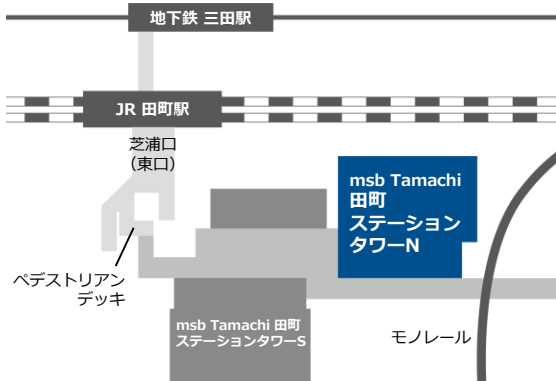 地下鉄 三田駅
JR 田町駅
芝浦口
（東口）
msb Tamachi
田町
ステーション
タワーN
ペデストリアン
デッキ
msb Tamachi 田町
ステーションタワーS
モノレール